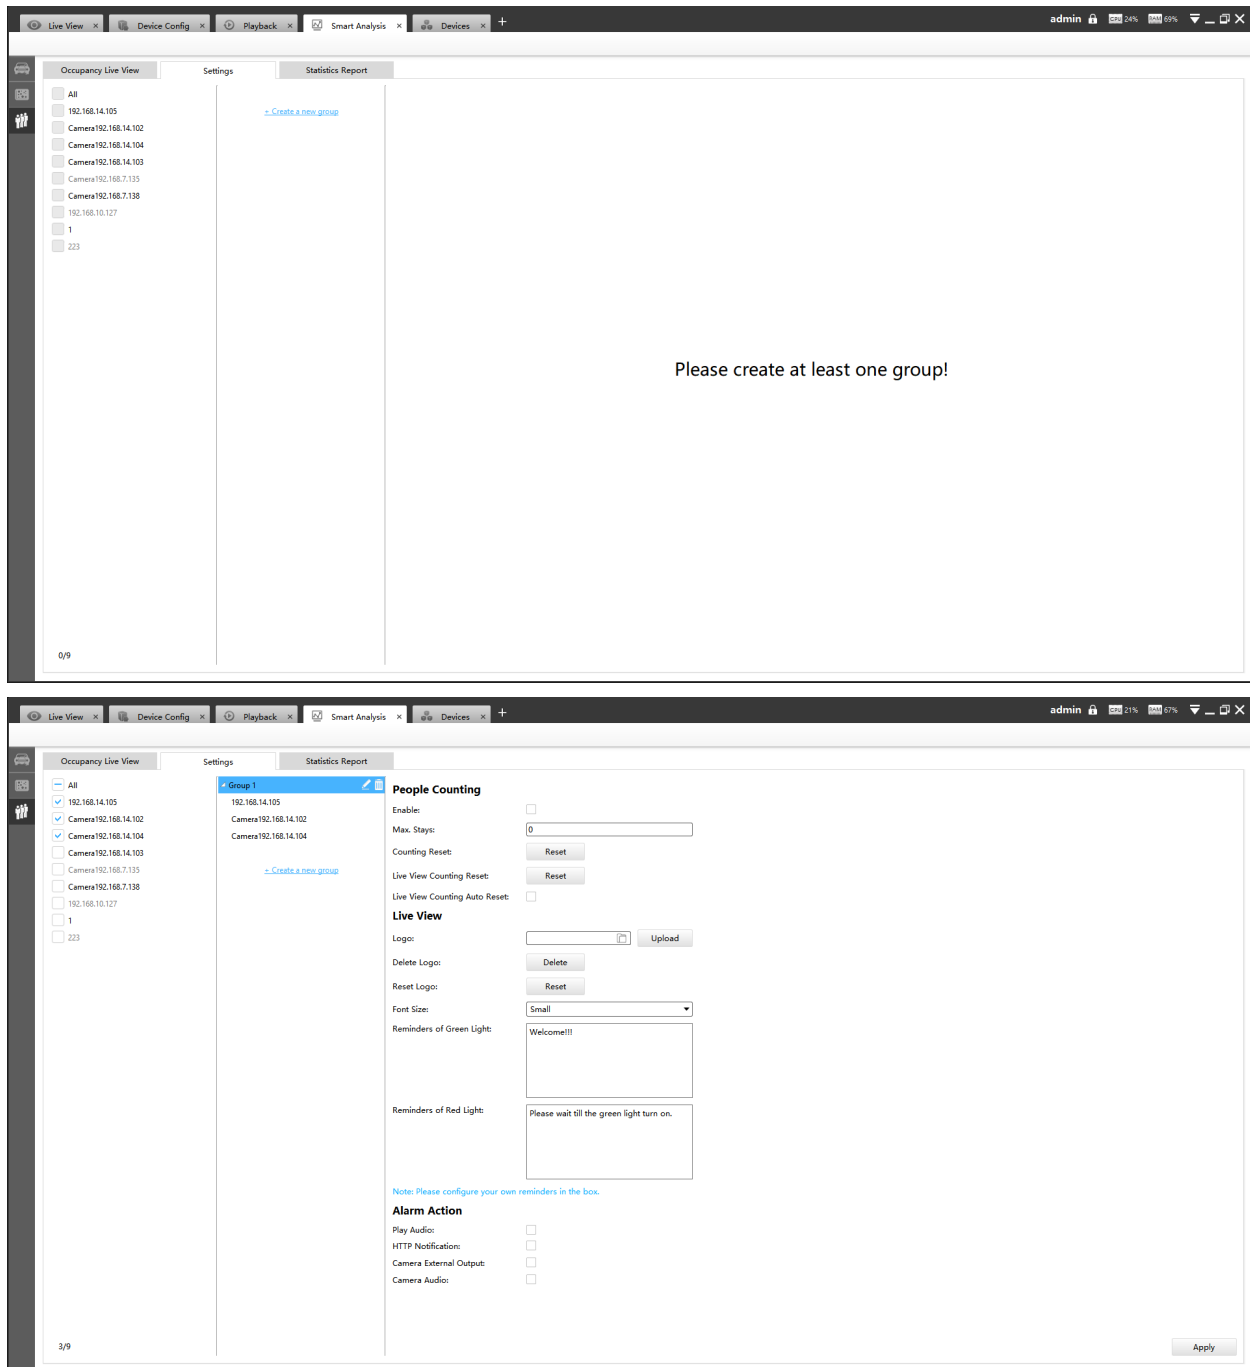 Live View × Device Config × Playback × Smart Analysis × Devices × + admin CPU 24% RAM 69%
Occupancy Live View Settings Statistics Report
All
192.168.14.105 + Create a new group
Camera192.168.14.102
Camera192.168.14.104
Camera192.168.14.103
Camera192.168.7.135
Camera192.168.7.138
192.168.10.127
1
223
Please create at least one group!
0/9
Live View × Device Config × Playback × Smart Analysis × Devices × + admin CPU 21% RAM 67%
Occupancy Live View Settings Statistics Report
All
192.168.14.105
Camera192.168.14.102
Camera192.168.14.104
Camera192.168.14.103
Camera192.168.7.135
Camera192.168.7.138
192.168.10.127
1
223
3/9
Group 1
192.168.14.105
Camera192.168.14.102
Camera192.168.14.104
+ Create a new group
People Counting
Enable:
Max. Stays: 0
Counting Reset: Reset
Live View Counting Reset: Reset
Live View Counting Auto Reset:
Live View
Logo: Upload
Delete Logo: Delete
Reset Logo: Reset
Font Size: Small
Reminders of Green Light: Welcome!!!
Reminders of Red Light: Please wait till the green light turn on.
Note: Please configure your own reminders in the box.
Alarm Action
Play Audio:
HTTP Notification:
Camera External Output:
Camera Audio:
Apply